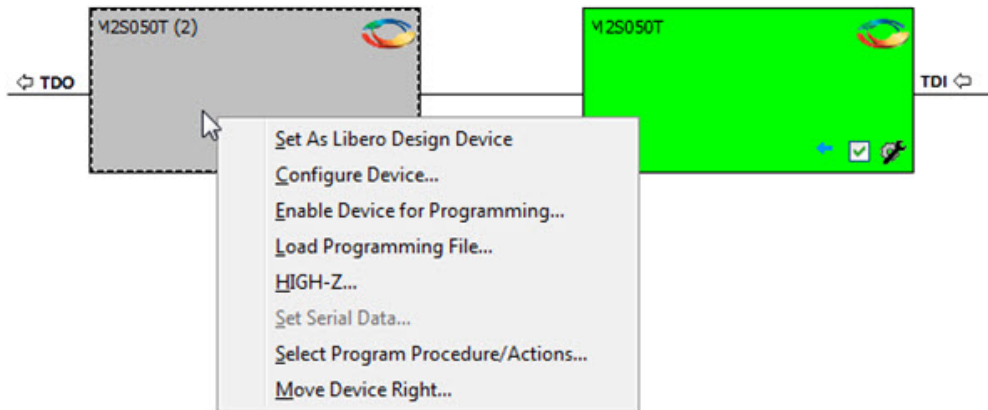 M2S050T (2)
M2S050T
TDO
TDI
Set As Libero Design Device
Configure Device...
Enable Device for Programming...
Load Programming File...
HIGH-Z...
Set Serial Data...
Select Program Procedure/Actions...
Move Device Right...